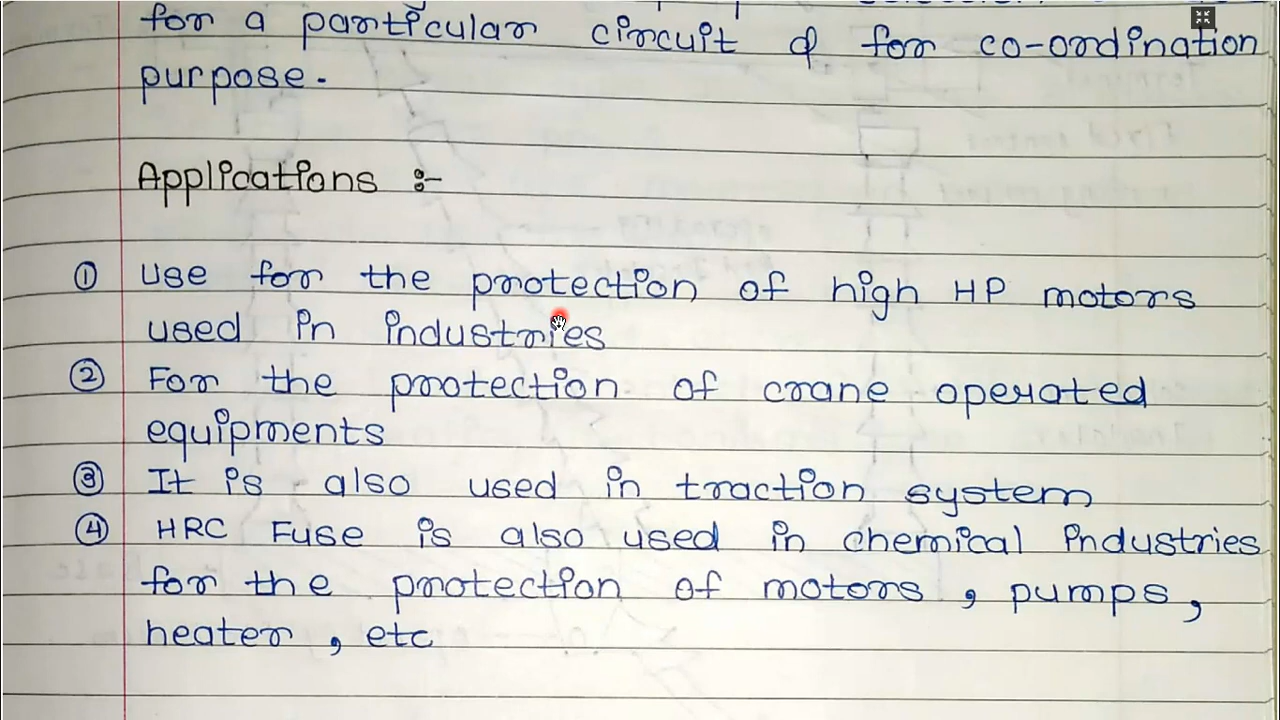 for a particular circuit & for co-ordination
purpose.
Applications :-
① Use for the protection of high HP motors
used in industries
② For the protection of crane operated
equipments
③ It is also used in traction system
④ HRC Fuse is also used in chemical industries
for the protection of motors, pumps,
heater, etc